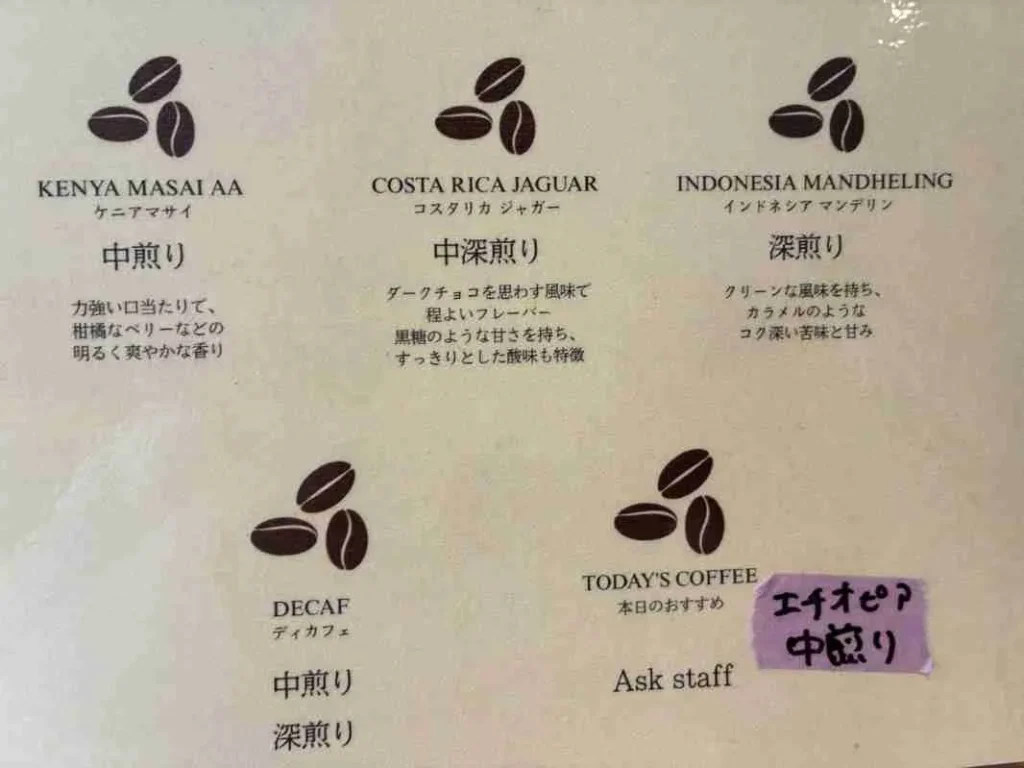 KENYA MASAI AA
ケニアマサイ
中煎り
力強い口当たりで、
柑橘なベリーなどの
明るく爽やかな香り
COSTA RICA JAGUAR
コスタリカ ジャガー
中深煎り
ダークチョコを思わす風味で
程よいフレーバー
黒糖のような甘さを持ち、
すっきりとした酸味も特徴
INDONESIA MANDHELING
インドネシア マンデリン
深煎り
クリーンな風味を持ち、
カラメルのような
コク深い苦味と甘み
DECAF
ディカフェ
中煎り
深煎り
TODAY'S COFFEE
本日のおすすめ
Ask staff
エチオピア
中煎り